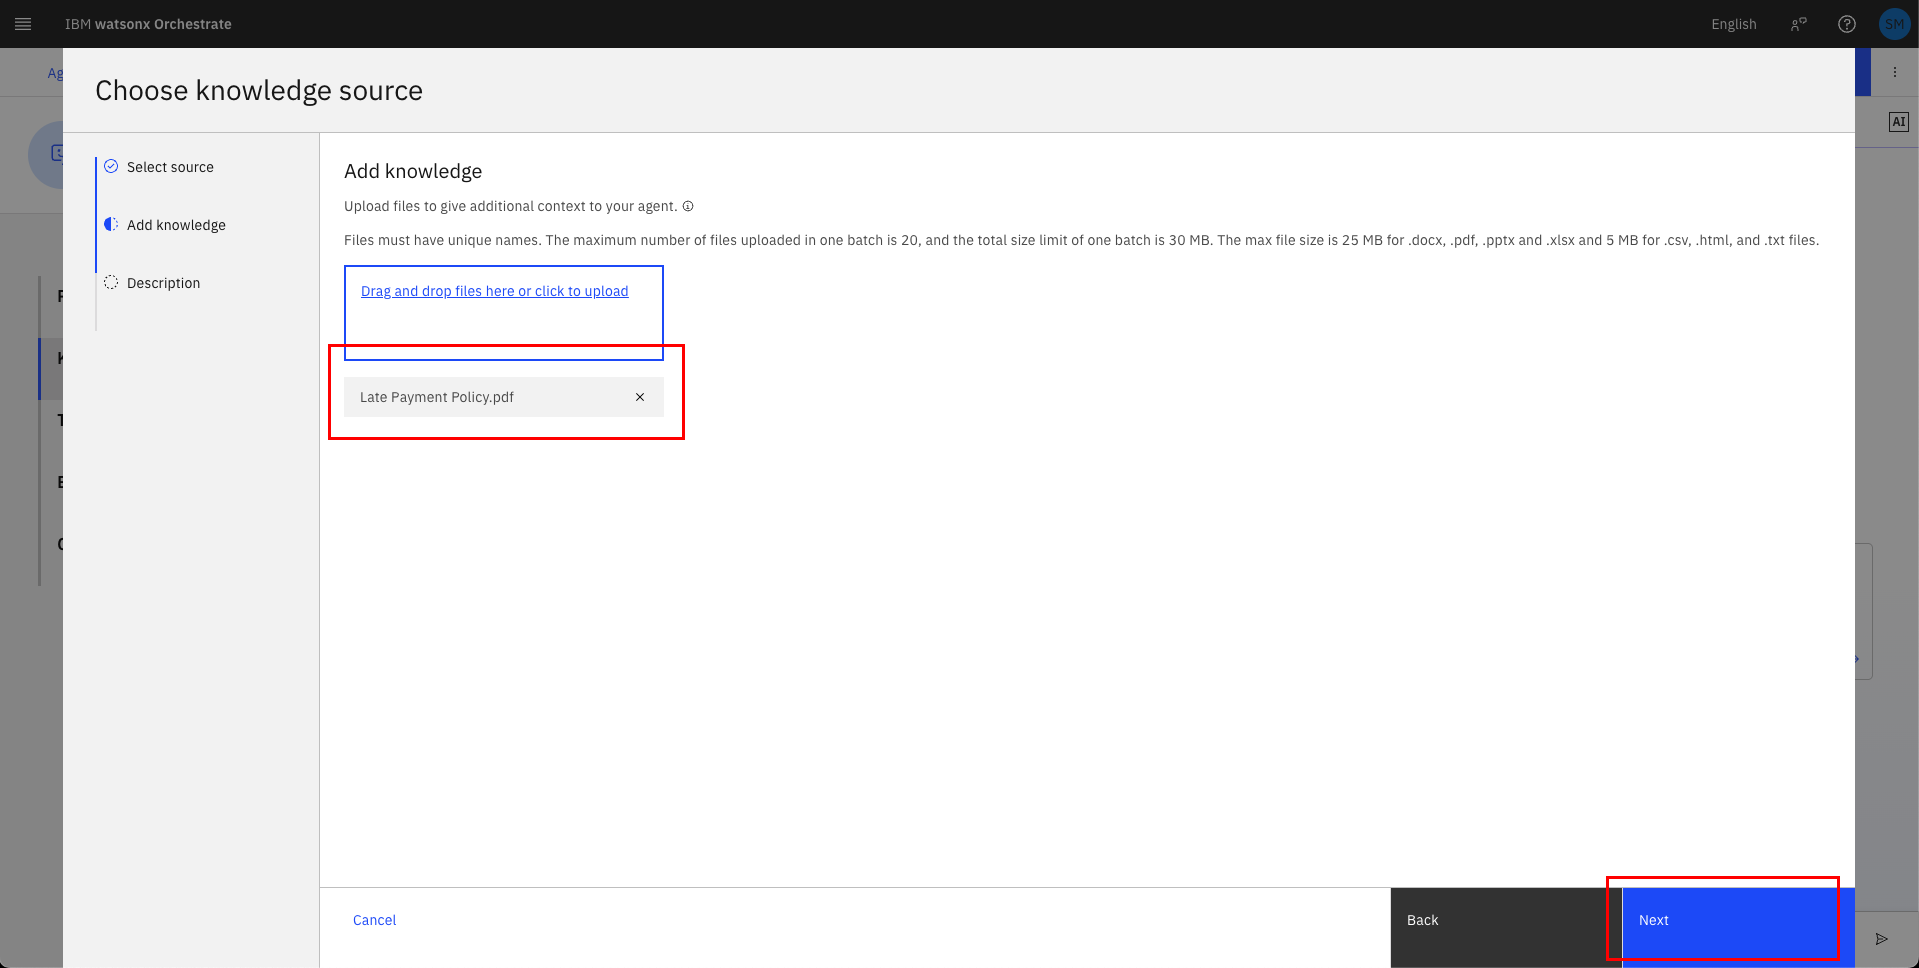 IBM watsonx Orchestrate
English
SM
Ag
Choose knowledge source
AI
Select source
Add knowledge
Description
Add knowledge
Upload files to give additional context to your agent.
Files must have unique names. The maximum number of files uploaded in one batch is 20, and the total size limit of one batch is 30 MB. The max file size is 25 MB for .docx, .pdf, .pptx and .xlsx and 5 MB for .csv, .html, and .txt files.
Drag and drop files here or click to upload
Late Payment Policy.pdf
Cancel
Back
Next